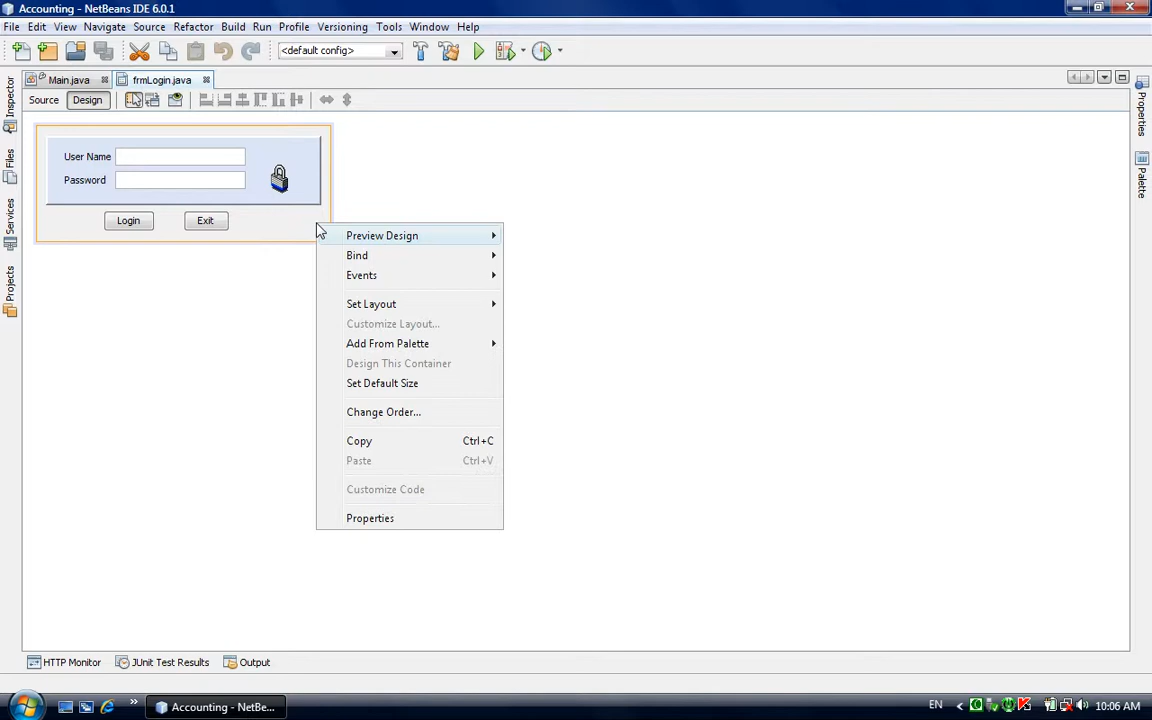 Accounting - NetBeans IDE 6.0.1
File Edit View Navigate Source Refactor Build Run Profile Versioning Tools Window Help
<default config>
Main.java frmLogin.java
Source Design
Inspector
Files
Services
Projects
Properties
Palette
User Name
Password
Login Exit
Preview Design
Bind
Events
Set Layout
Customize Layout...
Add From Palette
Design This Container
Set Default Size
Change Order...
Copy Ctrl+C
Paste Ctrl+V
Customize Code
Properties
HTTP Monitor JUnit Test Results Output
Accounting - NetBe... EN 10:06 AM